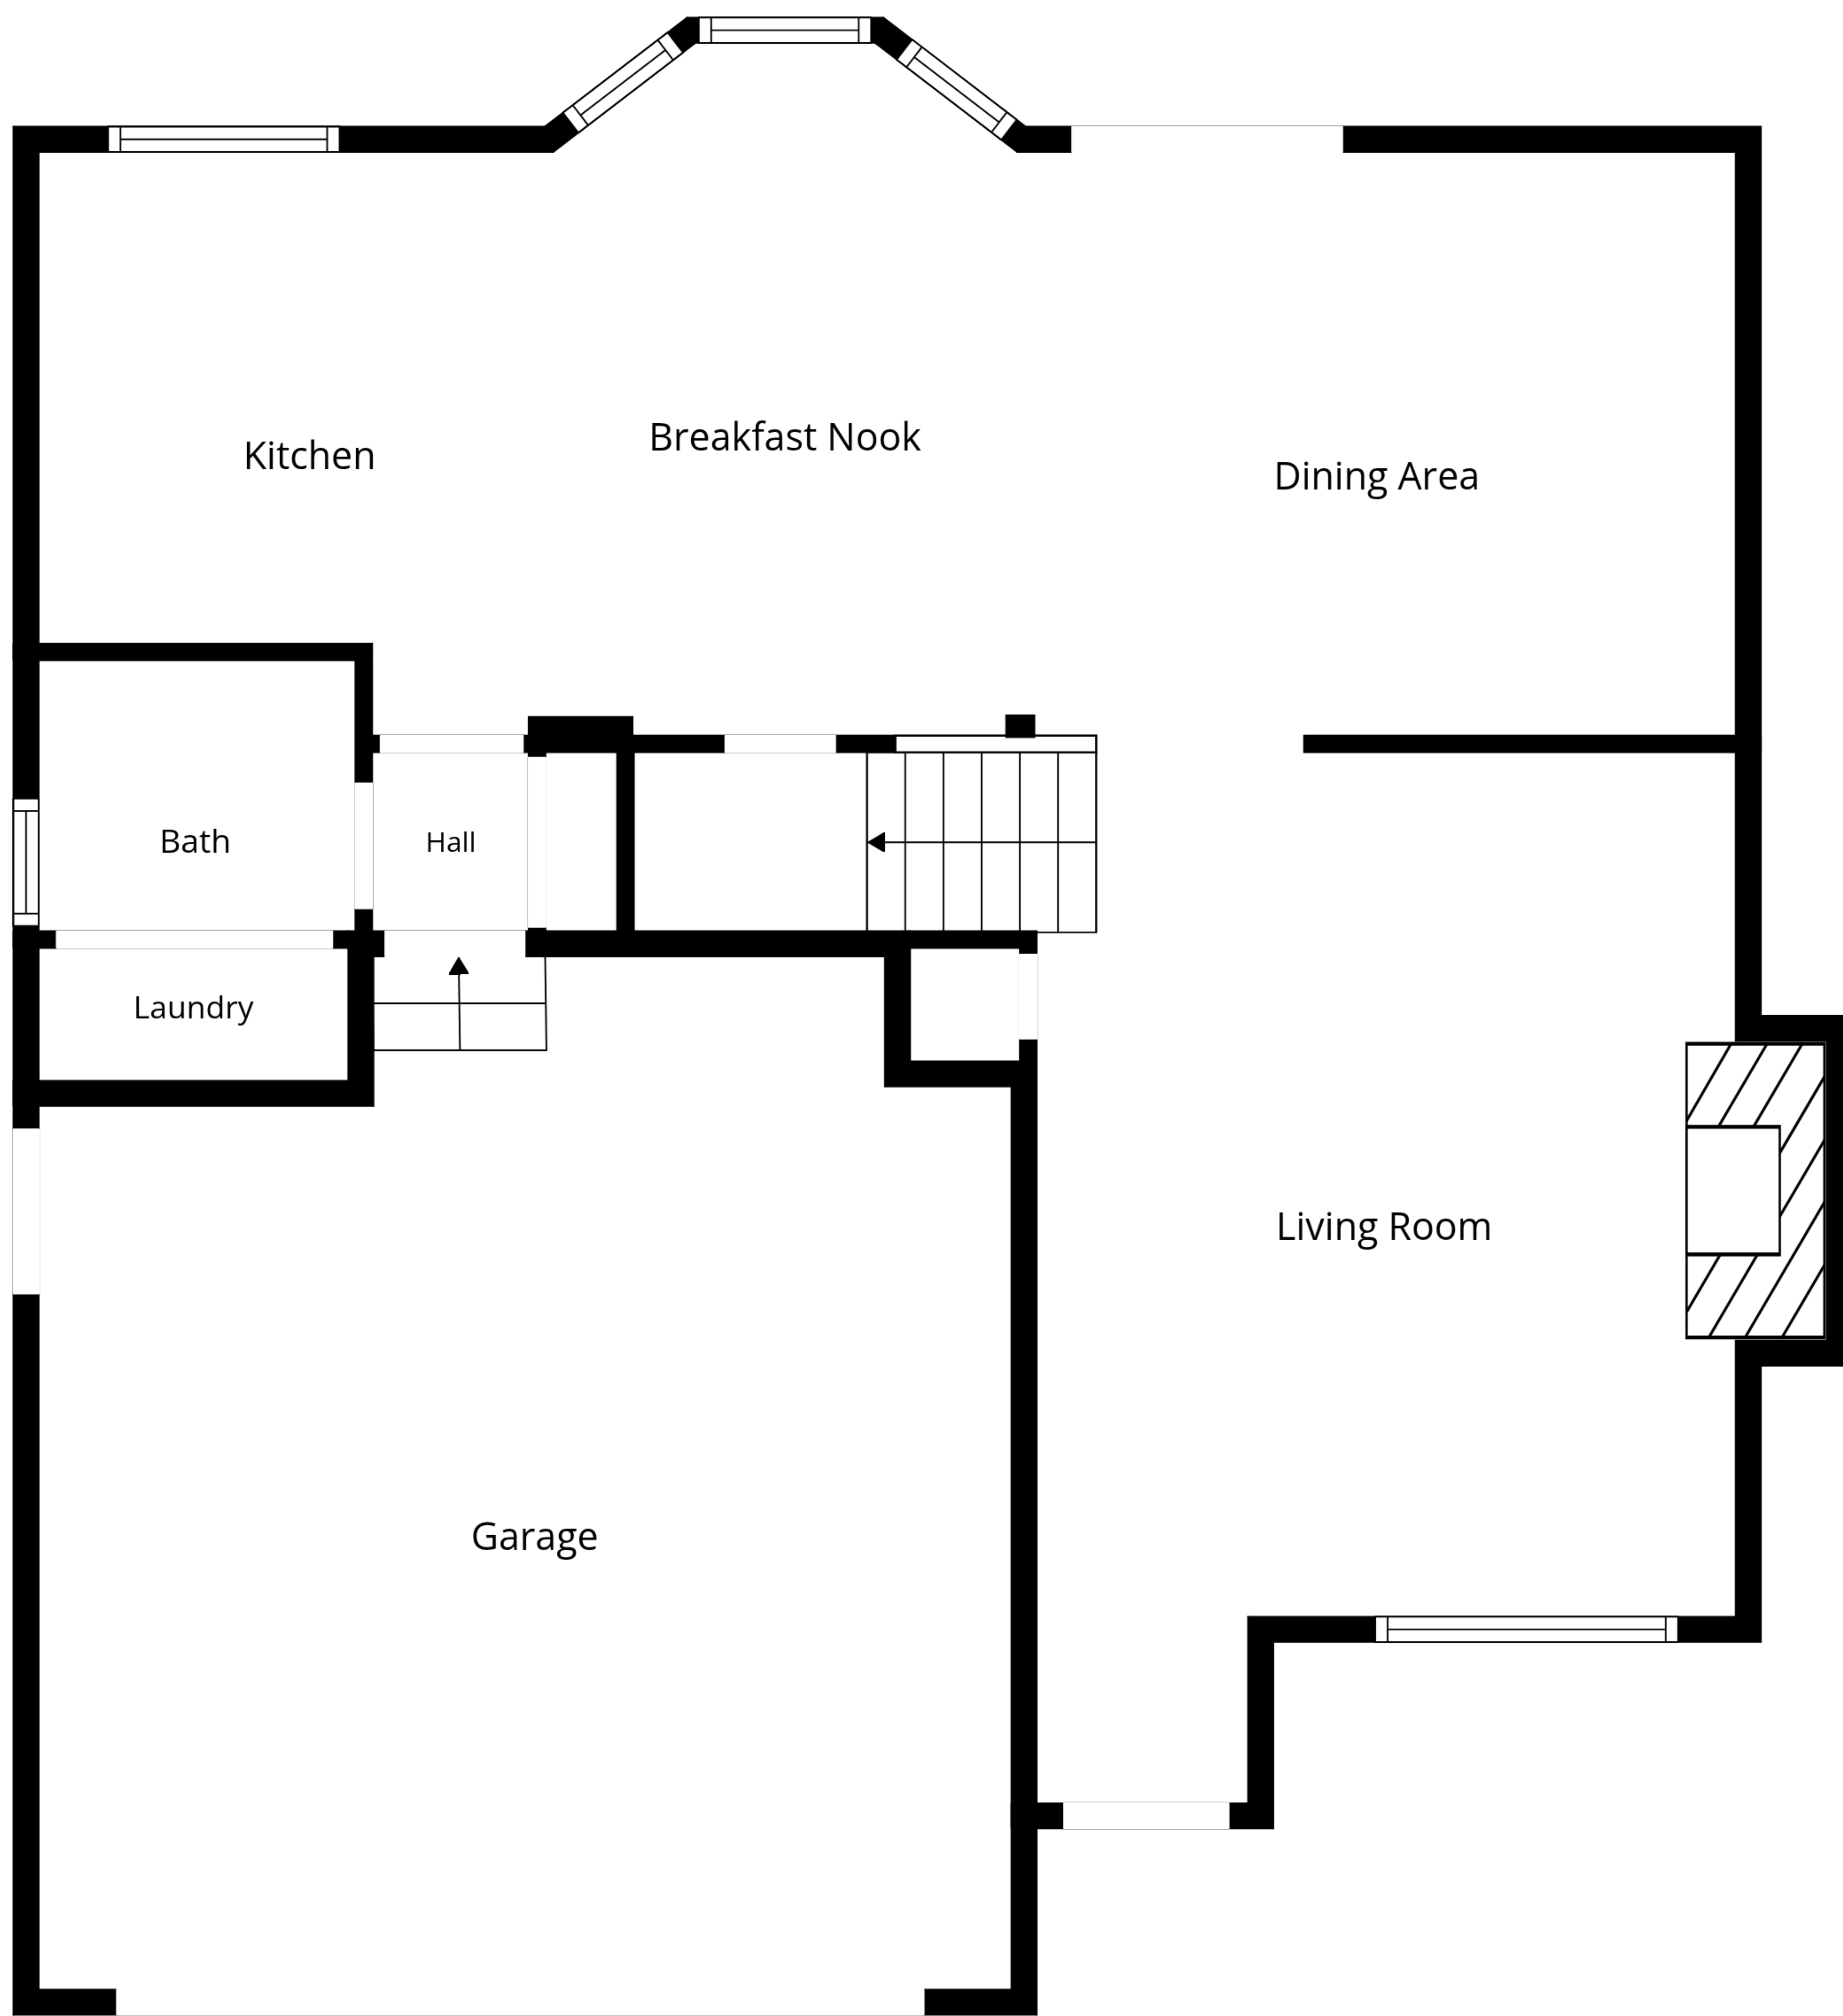 Kitchen
Breakfast Nook
Dining Area
Bath
Hall
Laundry
Living Room
Garage